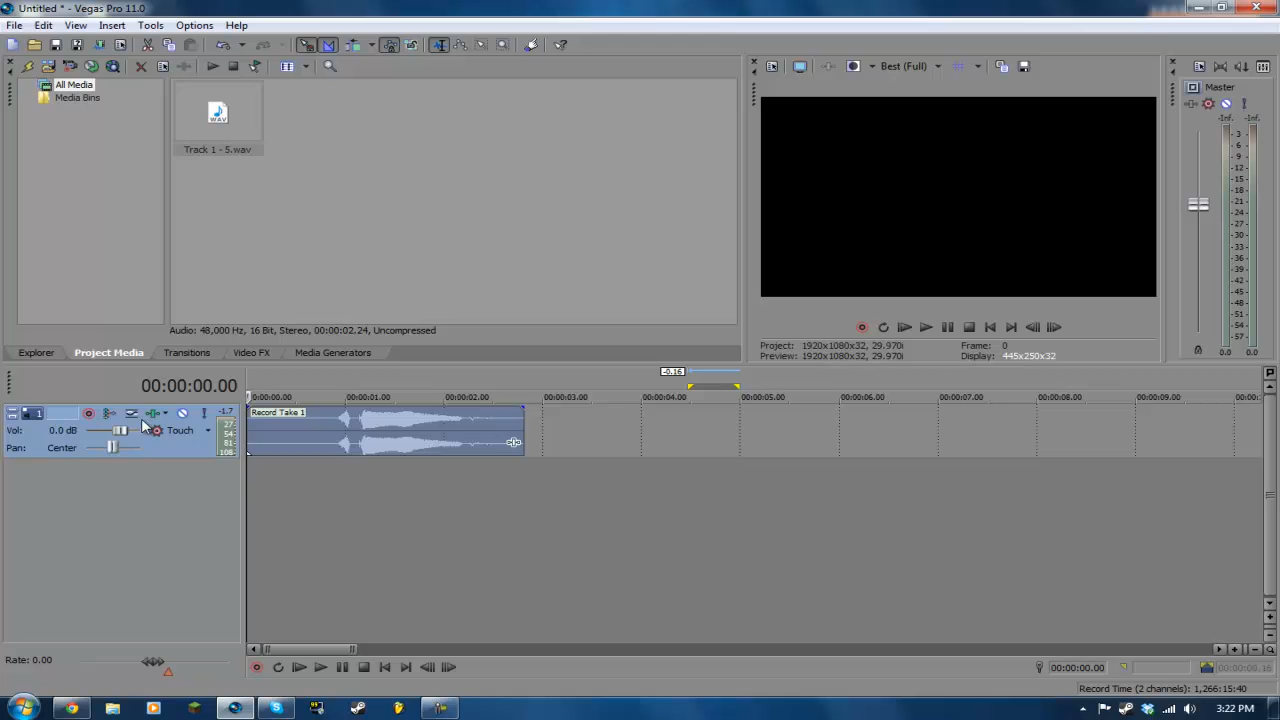 Untitled * - Vegas Pro 11.0
File Edit View Insert Tools Options Help
Best (Full)
All Media
Media Bins
WAV
Track 1 - 5.wav
Master
-Inf. -Inf.
3
6
9
12
15
18
21
24
27
30
33
36
39
42
45
48
51
54
57
0.0 0.0
Audio: 48,000 Hz, 16 Bit, Stereo, 00:00:02.24, Uncompressed
Explorer Project Media Transitions Video FX Media Generators
Project: 1920x1080x32, 29.970i Frame: 0
Preview: 1920x1080x32, 29.970i Display: 445x250x32
-0.16
00:00:00.00
0:00:00.00 00:00:01.00 00:00:02.00 00:00:03.00 00:00:04.00 00:00:05.00 00:00:06.00 00:00:07.00 00:00:08.00 00:00:09.00 00:00:
1 -1.7
Record Take 1
Vol: 0.0 dB Touch
Pan: Center
27
54
81
108
Rate: 0.00
00:00:00.00 00:00:00.16
Record Time (2 channels): 1,266:15:40
3:22 PM